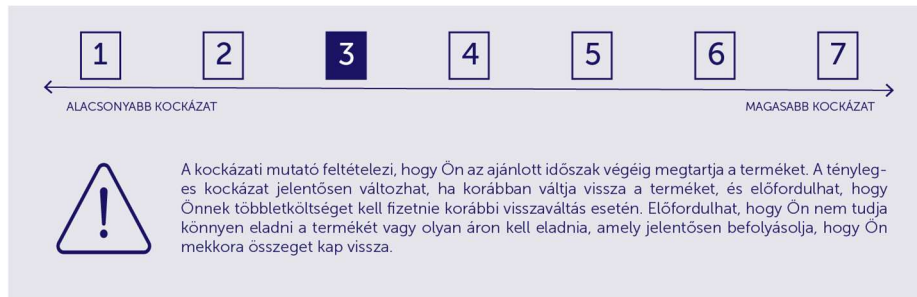 1 2 3 4 5 6 7
ALACSONYABB KOCKÁZAT MAGASABB KOCKÁZAT
A kockázati mutató feltételezi, hogy Ön az ajánlott időszak végéig megtartja a terméket. A tényleg-
es kockázat jelentősen változhat, ha korábban váltja vissza a terméket, és előfordulhat, hogy
Önnek többletköltséget kell fizetnie korábbi visszaváltás esetén. Előfordulhat, hogy Ön nem tudja
könnyen eladni a termékét vagy olyan áron kell eladnia, amely jelentősen befolyásolja, hogy Ön
mekkora összeget kap vissza.